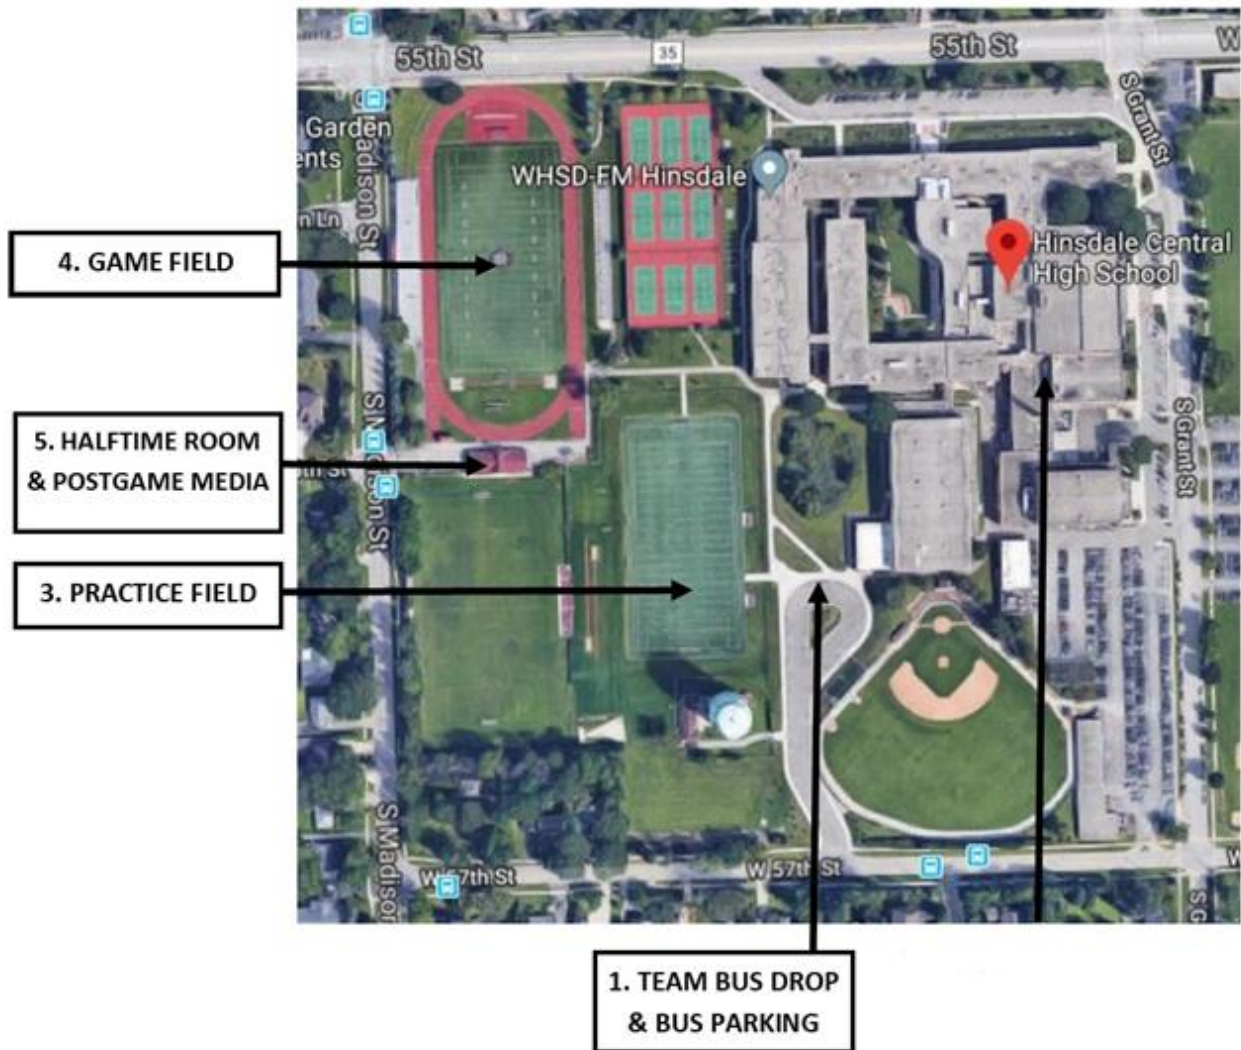 55th St
35
55th St
W
S Grant St
Garden
ents
adison St
WHSD-FM Hinsdale
n Ln
4. GAME FIELD
Hinsdale Central
High School
S Grant St
5. HALFTIME ROOM
& POSTGAME MEDIA
th St
3. PRACTICE FIELD
S Madison
W 57th St
W 57th St
W
S G
1. TEAM BUS DROP
& BUS PARKING